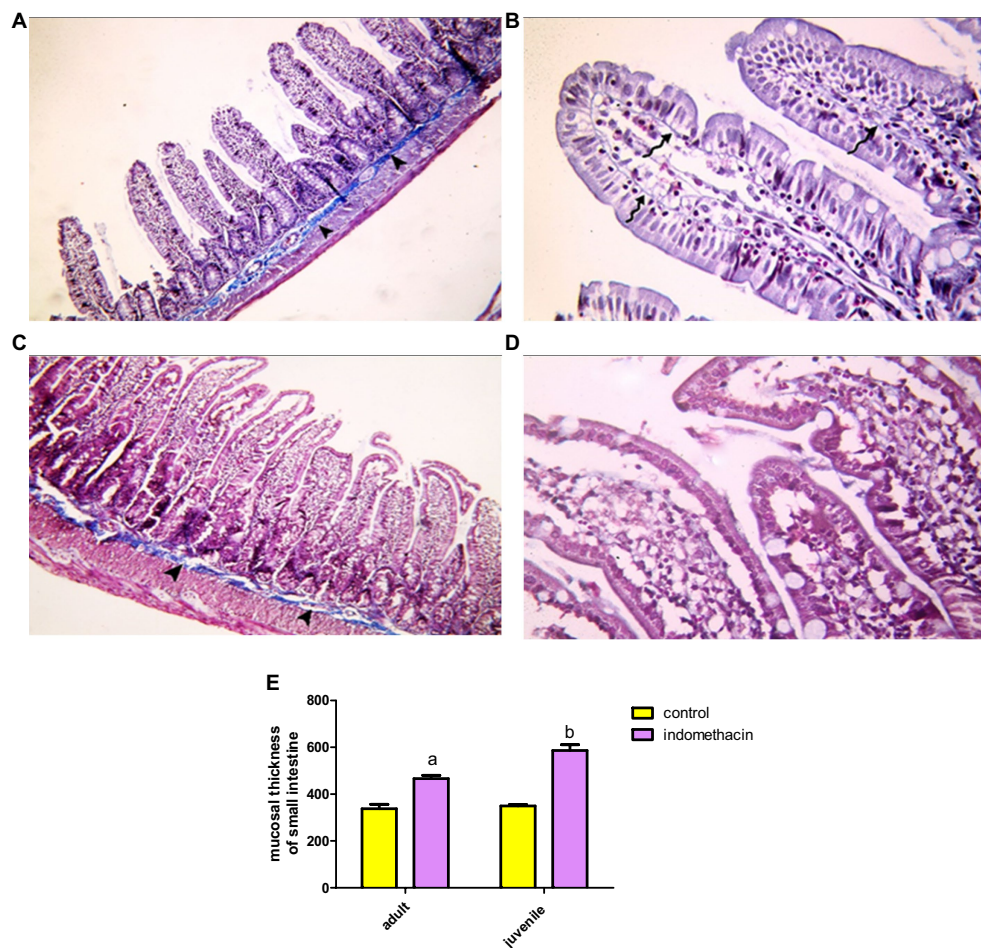 A
B
C
D
E
mucosal thickness
of small intestine
800
600
400
200
0
a
b
adult
juvenile
control
indomethacin